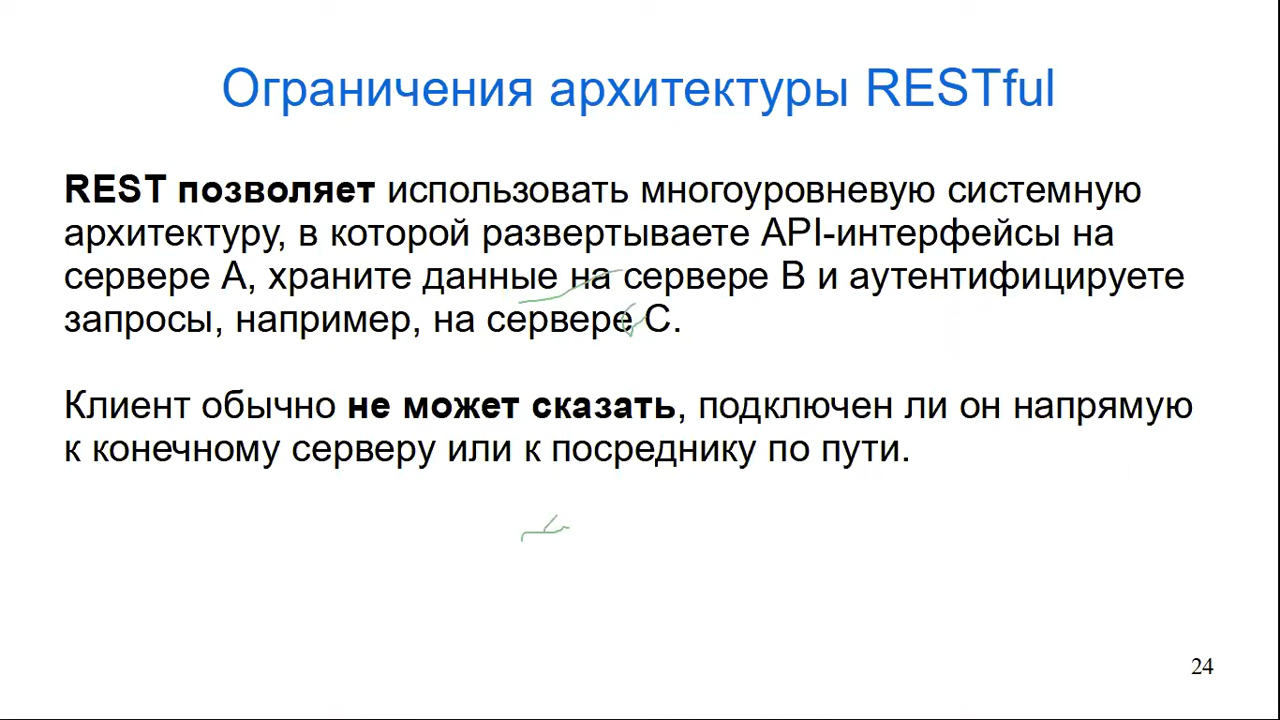 Ограничения архитектуры RESTful
REST позволяет использовать многоуровневую системную
архитектуру, в которой развертываете API-интерфейсы на
сервере A, храните данные на сервере B и аутентифицируете
запросы, например, на сервере C.
Клиент обычно не может сказать, подключен ли он напрямую
к конечному серверу или к посреднику по пути.
24